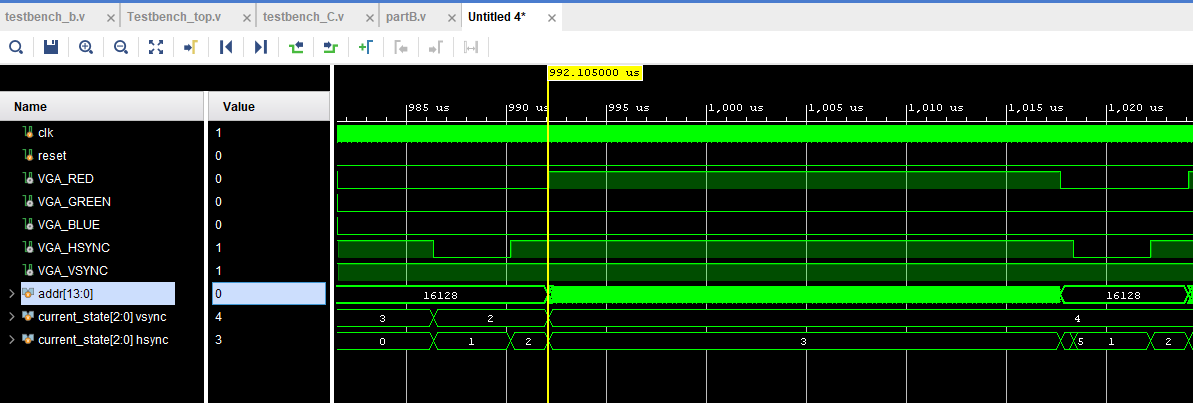 testbench_b.v Testbench_top.v testbench_C.v partB.v Untitled 4*
992.105000 us
Name Value
985 us 990 us 995 us 1,000 us 1,005 us 1,010 us 1,015 us 1,020 us
clk 1
reset 0
VGA_RED 0
VGA_GREEN 0
VGA_BLUE 0
VGA_HSYNC 1
VGA_VSYNC 1
addr[13:0] 0 16128 16128
current_state[2:0] vsync 4 3 2 4
current_state[2:0] hsync 3 0 1 2 3 5 1 2